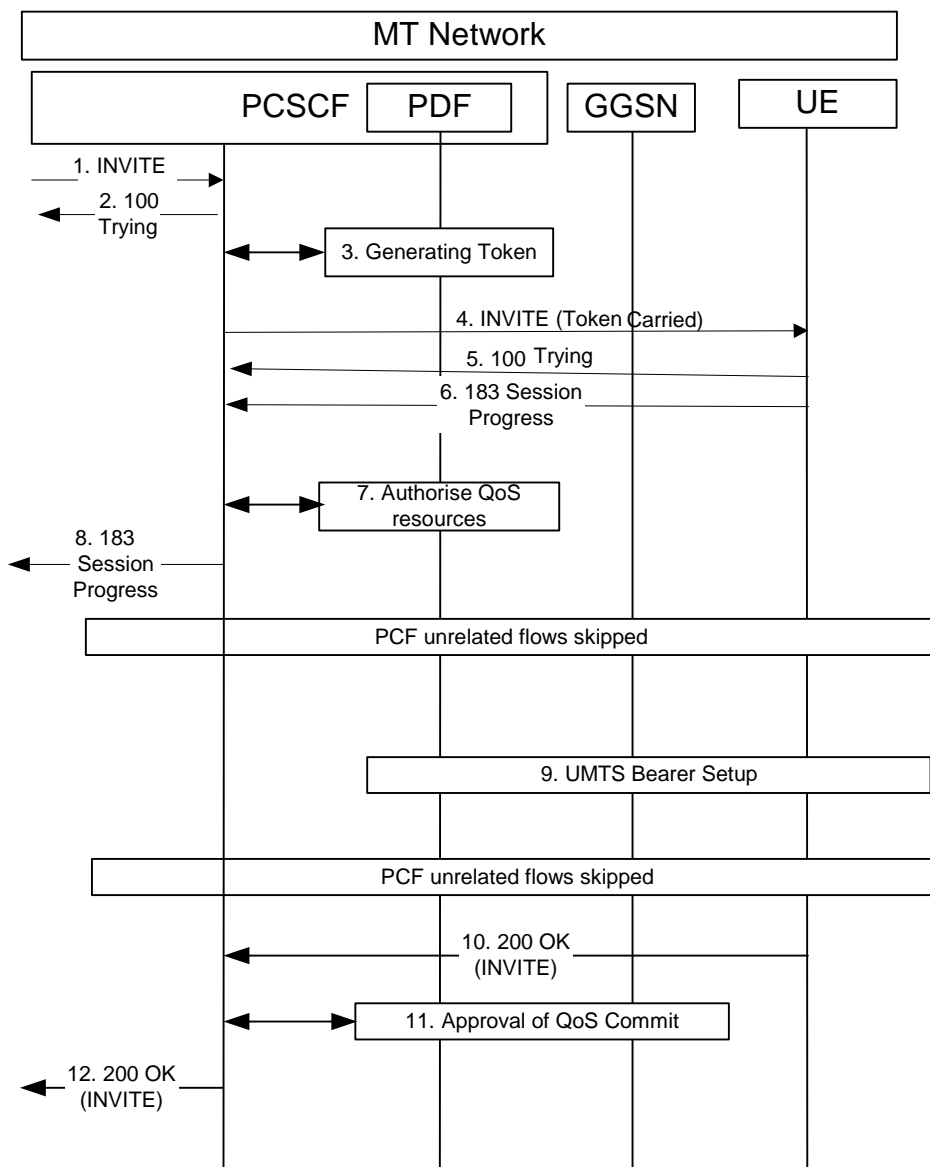 MT Network
PCSCF
PDF
GGSN
UE
1. INVITE
2. 100
Trying
3. Generating Token
4. INVITE (Token Carried)
5. 100 Trying
6. 183 Session
Progress
7. Authorise QoS
resources
8. 183
Session
Progress
PCF unrelated flows skipped
9. UMTS Bearer Setup
PCF unrelated flows skipped
10. 200 OK
(INVITE)
11. Approval of QoS Commit
12. 200 OK
(INVITE)